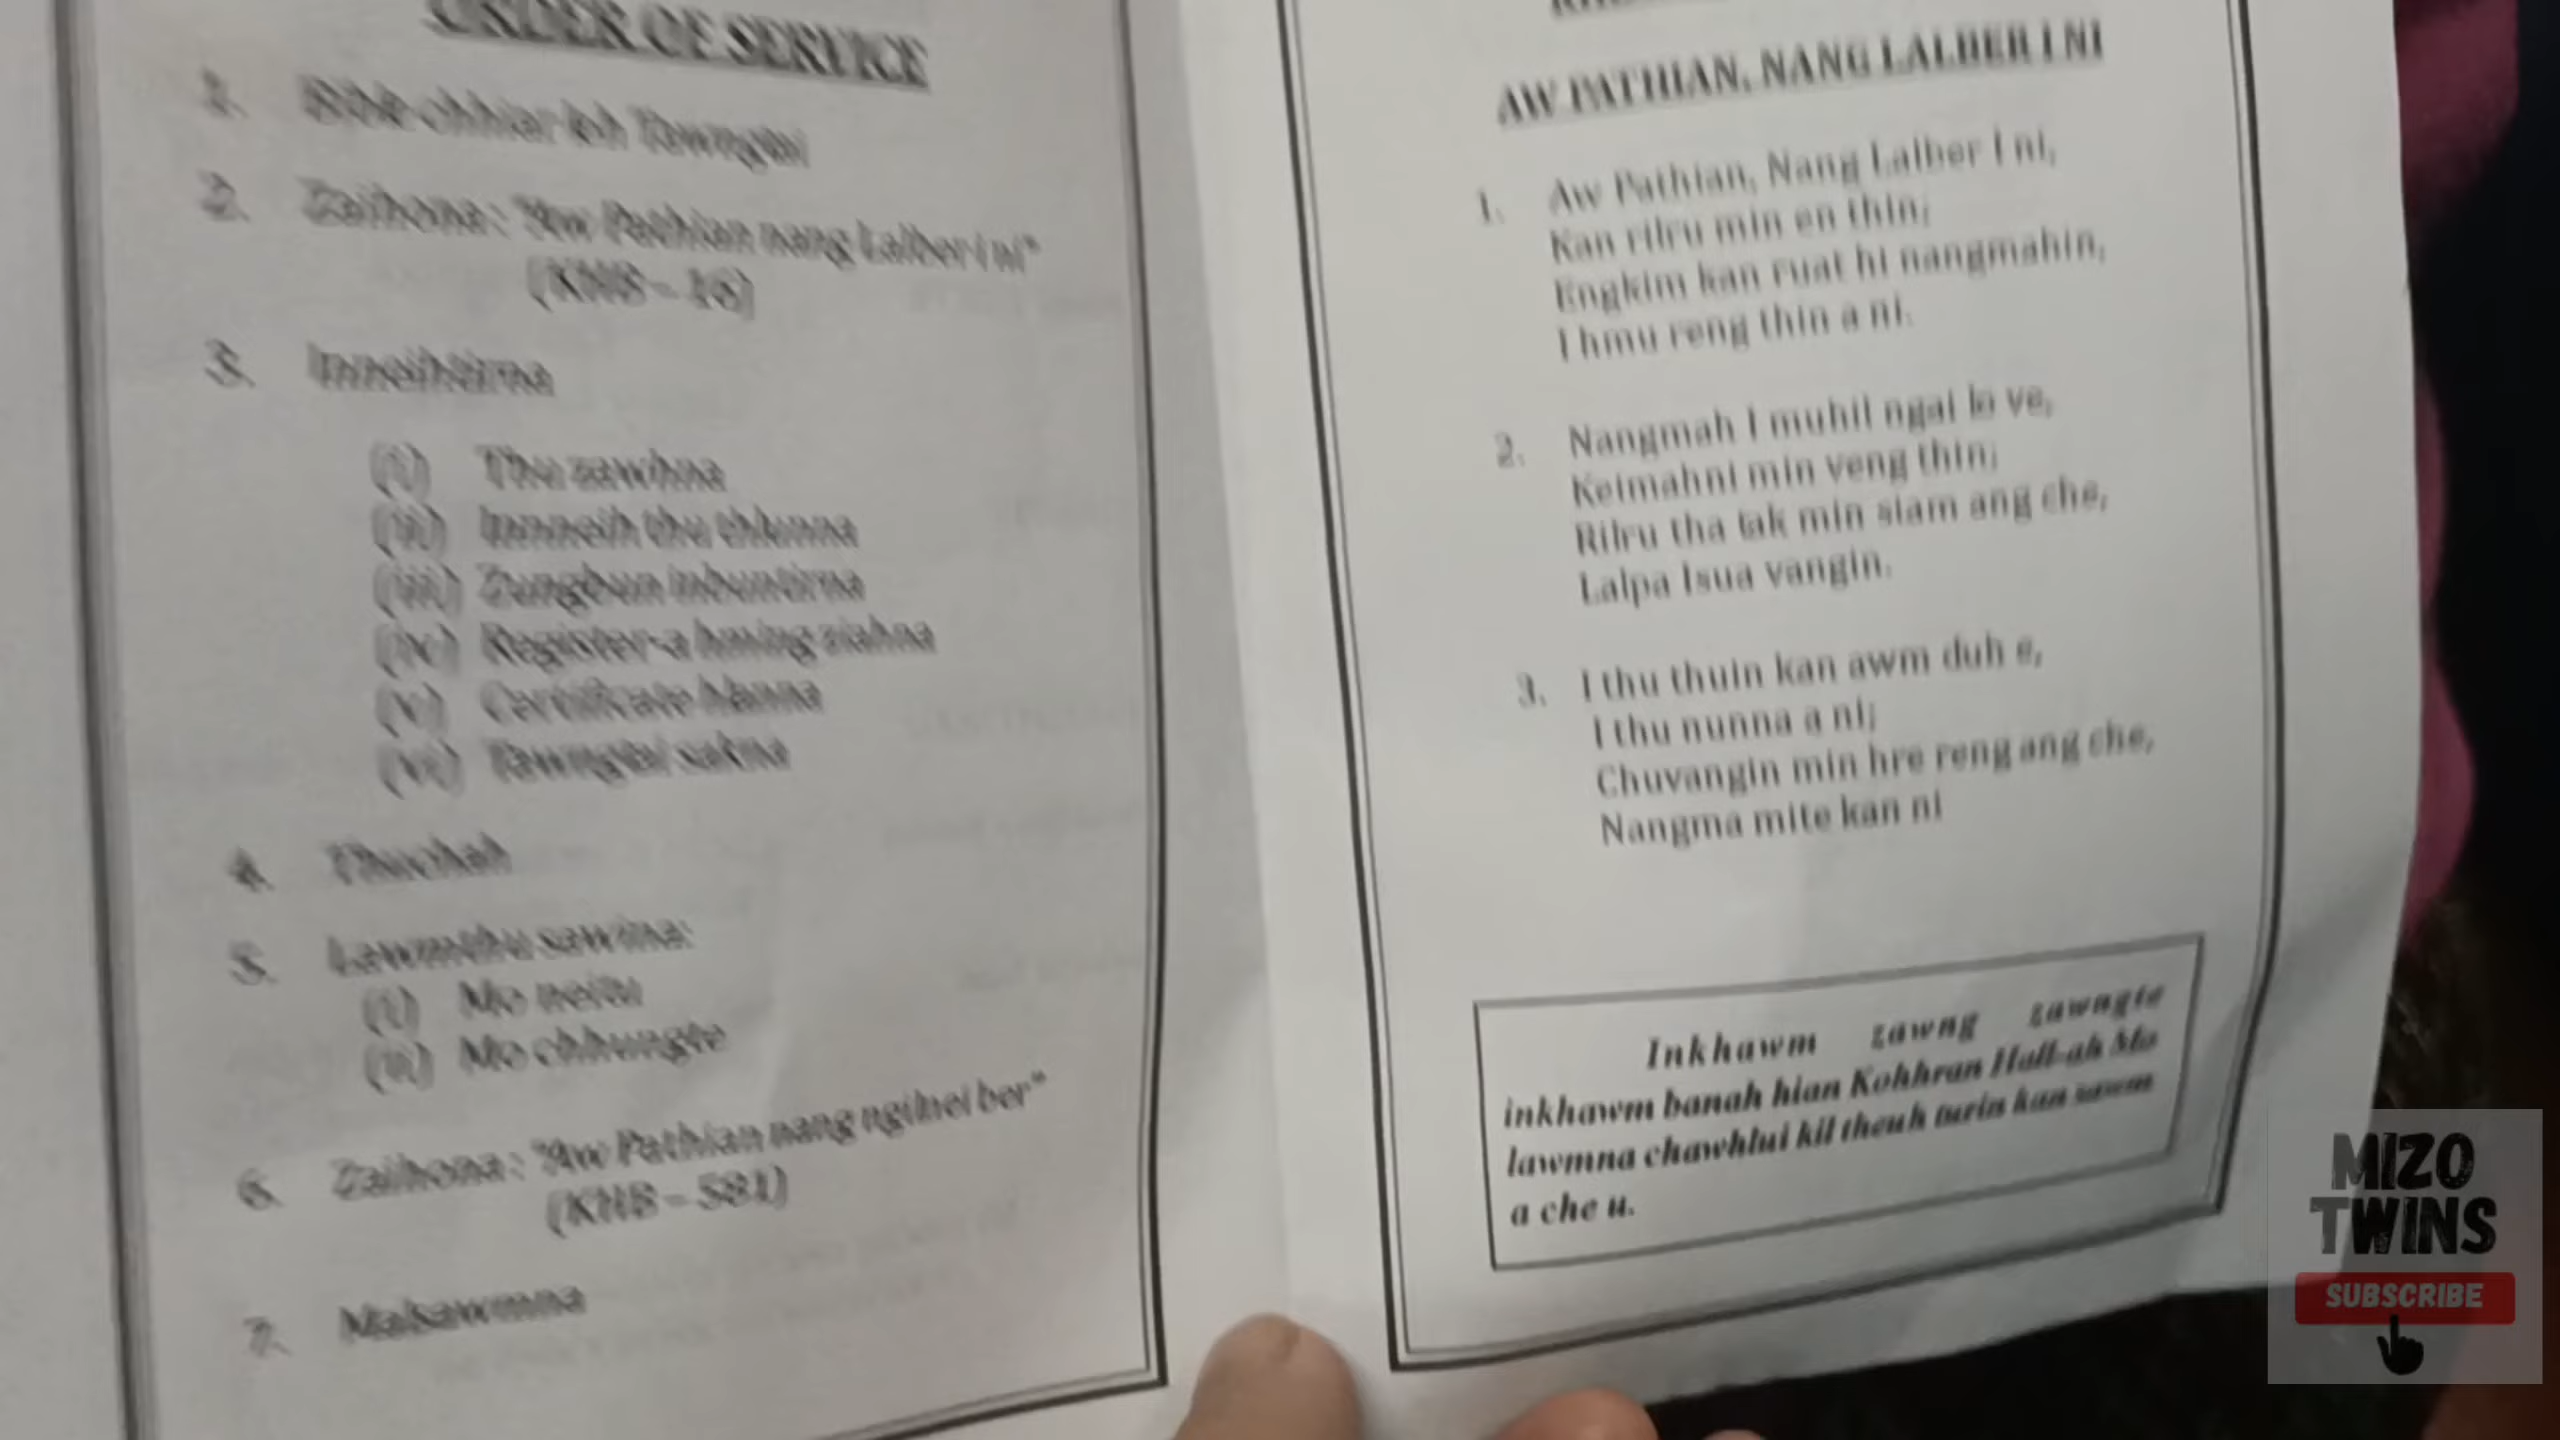 ORDER OF SERVICE
1. Bible chhiar leh Tawngtai
2. Zaihona : "Aw Pathian nang Lalber i ni"
(KHB – 16)
3. Inneihtirna
(i) Thu zawhna
(ii) Inneih thu thlunna
(iii) Zungbun inbuntirna
(iv) Register-a hming ziahna
(v) Certificate hlanna
(vi) Tawngtai sakna
4. Thuchah
5. Lawmthu sawina:
(i) Mo neitu
(ii) Mo chhungte
6. Zaihona : "Aw Pathian nang ngilnei ber"
(KHB – 581)
7. Malsawmna
AW PATHIAN, NANG LALBER I NI
1. Aw Pathian, Nang Lalber I ni,
Kan rilru min en thin;
Engkim kan ruat hi nangmahin,
I hmu reng thin a ni.
2. Nangmah I muhil ngai lo ve,
Keimahni min veng thin;
Rilru tha tak min siam ang che,
Lalpa Isua vangin.
3. I thu thuin kan awm duh e,
I thu nunna a ni;
Chuvangin min hre reng ang che,
Nangma mite kan ni
Inkhawm zawng zawngte
inkhawm banah hian Kohhran Hall-ah Mo
lawmna chawhlui kil theuh turin kan sawm
a che u.
MIZO
TWINS
SUBSCRIBE